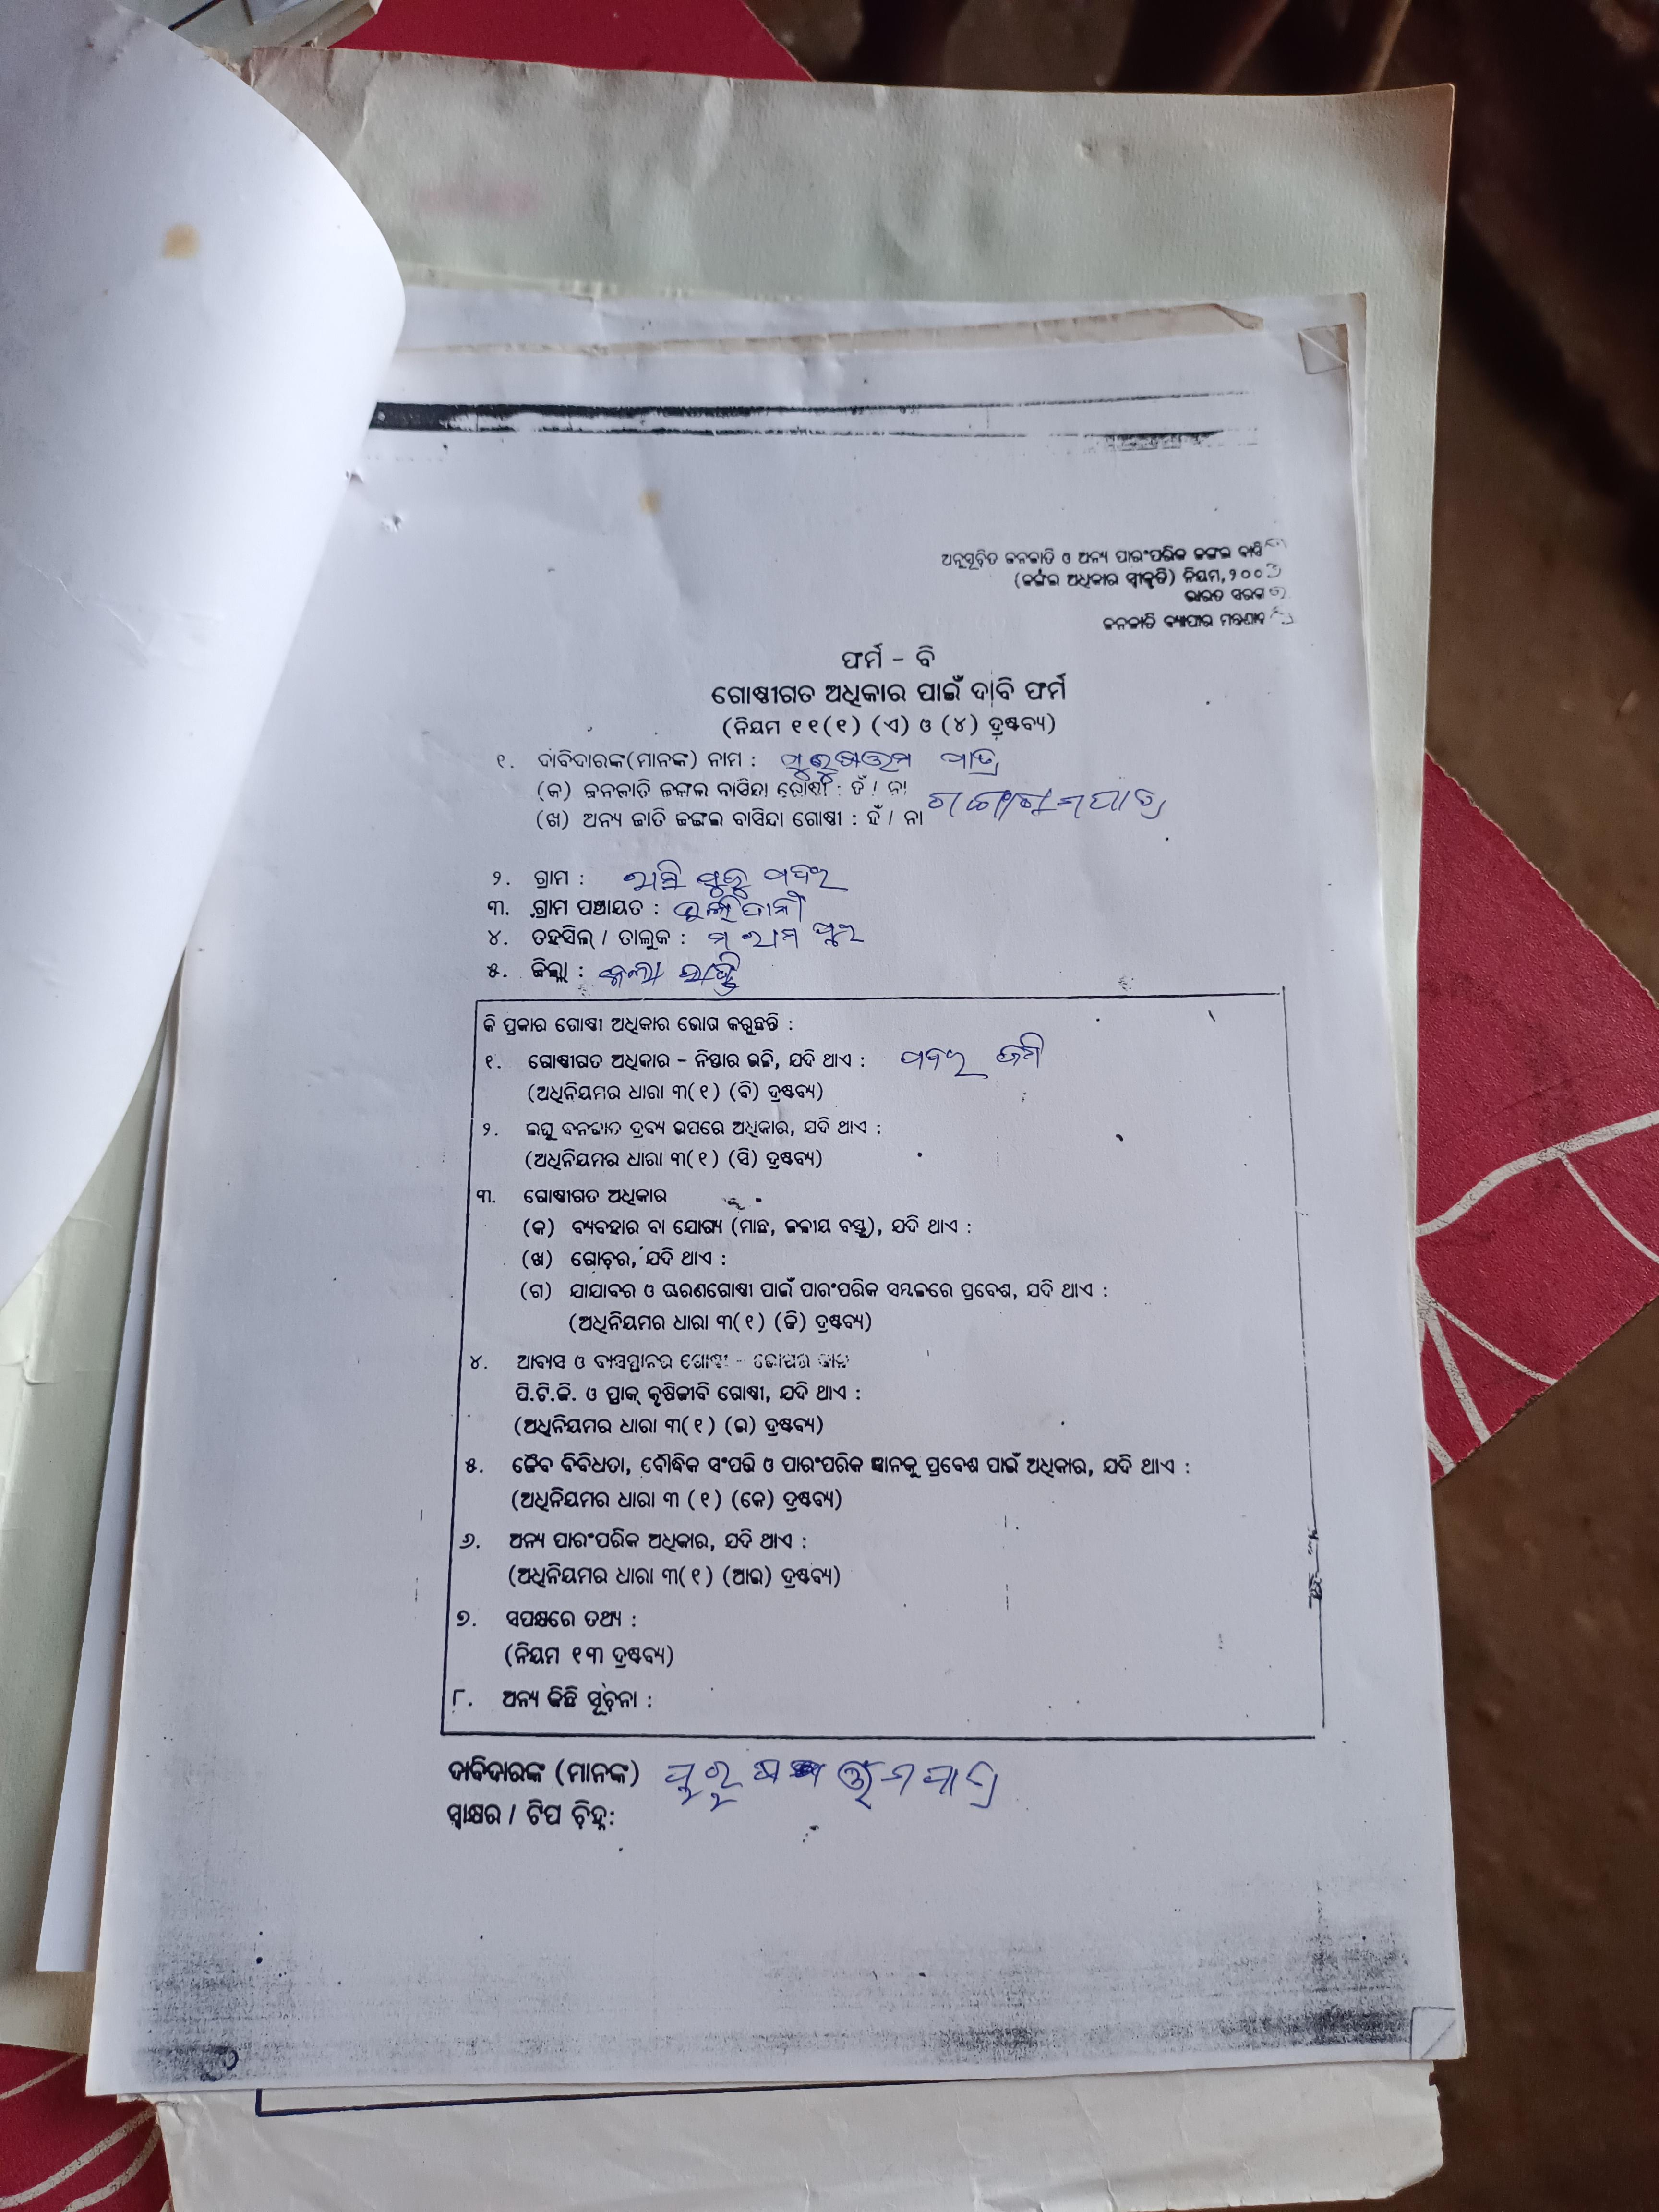 ଅନୁସୂଚିତ ଜନଜାତି ଓ ଅନ୍ୟ ପାରଂପରିକ ଜଙ୍ଗଲ ବାସି
(ଜଙ୍ଗଲ ଅଧିକାର ସ୍ୱୀକୃତି) ନିୟମ, ୨୦୦
ଭାରତ ସରକା
ଜନଜାତି ବ୍ୟାପାର ମନ୍ତ୍ରଣାଳ
ଫର୍ମ - ବି
ଗୋଷ୍ଠୀଗତ ଅଧିକାର ପାଇଁ ଦାବି ଫର୍ମ
(ନିୟମ ୧୧(୧) (ଏ) ଓ (୪) ଦ୍ରଷ୍ଟବ୍ୟ)
୧. ଦାବିଦାରଙ୍କ(ମାନଙ୍କ) ନାମ : ପାତ୍ର
(କ) ଜନଜାତି ଜଙ୍ଗଲ ବାସିନ୍ଦା ଗୋଷ୍ଠୀ : ହଁ / ନା
(ଖ) ଅନ୍ୟ ଜାତି ଜଙ୍ଗଲ ବାସିନ୍ଦା ଗୋଷ୍ଠୀ : ହଁ / ନା
୨. ଗ୍ରାମ :
୩. ଗ୍ରାମ ପଞ୍ଚାୟତ :
୪. ତହସିଲ୍ / ତାଲୁକ : ମ ରାମ ପୁର
୫. ଜିଲ୍ଲା : କଳା ହାଣ୍ଡି
କି ପ୍ରକାର ଗୋଷ୍ଠୀ ଅଧିକାର ଭୋଗ କରୁଛନ୍ତି :
୧. ଗୋଷ୍ଠୀଗତ ଅଧିକାର - ନିସ୍ତାର ଭଳି, ଯଦି ଥାଏ :
(ଅଧିନିୟମର ଧାରା ୩(୧) (ବି) ଦ୍ରଷ୍ଟବ୍ୟ)
୨. ଲଘୁ ବନଜାତ ଦ୍ରବ୍ୟ ଉପରେ ଅଧିକାର, ଯଦି ଥାଏ :
(ଅଧିନିୟମର ଧାରା ୩(୧) (ସି) ଦ୍ରଷ୍ଟବ୍ୟ)
୩. ଗୋଷ୍ଠୀଗତ ଅଧିକାର
(କ) ବ୍ୟବହାର ବା ଯୋଗ୍ୟ (ମାଛ, ଜଳୀୟ ବସ୍ତୁ), ଯଦି ଥାଏ :
(ଖ) ଗୋଚର, ଯଦି ଥାଏ :
(ଗ) ଯାଯାବର ଓ ଚାରଣଗୋଷ୍ଠୀ ପାଇଁ ପାରଂପରିକ ସମ୍ବଳରେ ପ୍ରବେଶ, ଯଦି ଥାଏ :
(ଅଧିନିୟମର ଧାରା ୩(୧) (ଜି) ଦ୍ରଷ୍ଟବ୍ୟ)
୪. ଆବାସ ଓ ବ୍ୟସସ୍ଥାନର ଗୋଷ୍ଠୀ -
ପି.ଟି.ଜି. ଓ ପ୍ରାକ୍ କୃଷିଜୀବି ଗୋଷ୍ଠୀ, ଯଦି ଥାଏ :
(ଅଧିନିୟମର ଧାରା ୩(୧) (ଇ) ଦ୍ରଷ୍ଟବ୍ୟ)
୫. ଜୈବ ବିବିଧତା, ବୌଦ୍ଧିକ ସଂପତ୍ତି ଓ ପାରଂପରିକ ଜ୍ଞାନକୁ ପ୍ରବେଶ ପାଇଁ ଅଧିକାର, ଯଦି ଥାଏ :
(ଅଧିନିୟମର ଧାରା ୩ (୧) (କେ) ଦ୍ରଷ୍ଟବ୍ୟ)
୬. ଅନ୍ୟ ପାରଂପରିକ ଅଧିକାର, ଯଦି ଥାଏ :
(ଅଧିନିୟମର ଧାରା ୩(୧) (ଆଇ) ଦ୍ରଷ୍ଟବ୍ୟ)
୭. ସପକ୍ଷରେ ତଥ୍ୟ :
(ନିୟମ ୧୩ ଦ୍ରଷ୍ଟବ୍ୟ)
୮. ଅନ୍ୟ କିଛି ସୂଚନା :
ଦାବିଦାରଙ୍କ (ମାନଙ୍କ)
ସ୍ୱାକ୍ଷର / ଟିପ ଚିହ୍ନ: